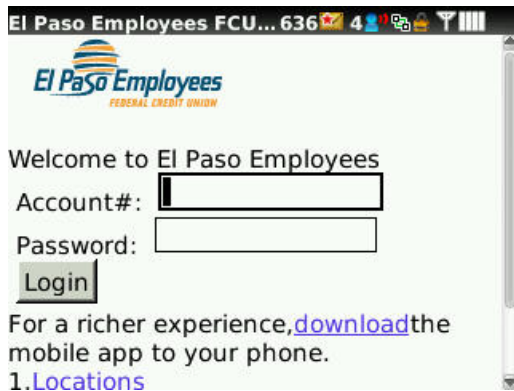 El Paso Employees FCU... 636 4
El Paso Employees
FEDERAL CREDIT UNION
Welcome to El Paso Employees
Account#:
Password:
Login
For a richer experience,downloadthe
mobile app to your phone.
1.Locations